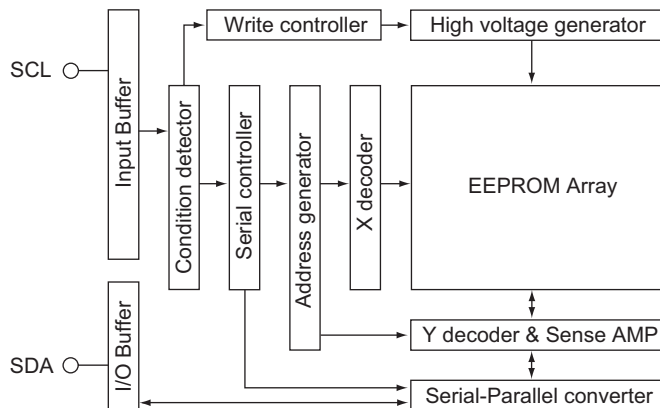 Write controller
High voltage generator
SCL
Input Buffer
Condition detector
Serial controller
Address generator
X decoder
EEPROM Array
SDA
I/O Buffer
Y decoder & Sense AMP
Serial-Parallel converter